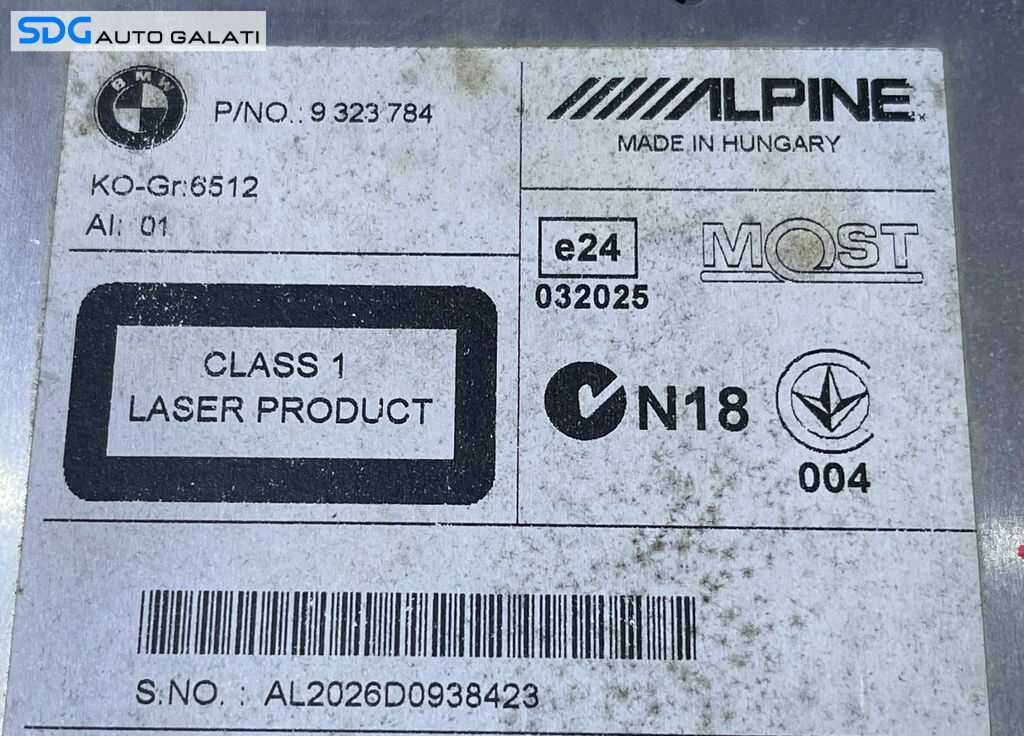 SDG AUTO GALATI
BMW
P/NO.: 9 323 784
KO-Gr:6512
AI: 01
ALPINE
MADE IN HUNGARY
e24
032025
MOST
CLASS 1
LASER PRODUCT
N18
004
S.NO. : AL2026D0938423